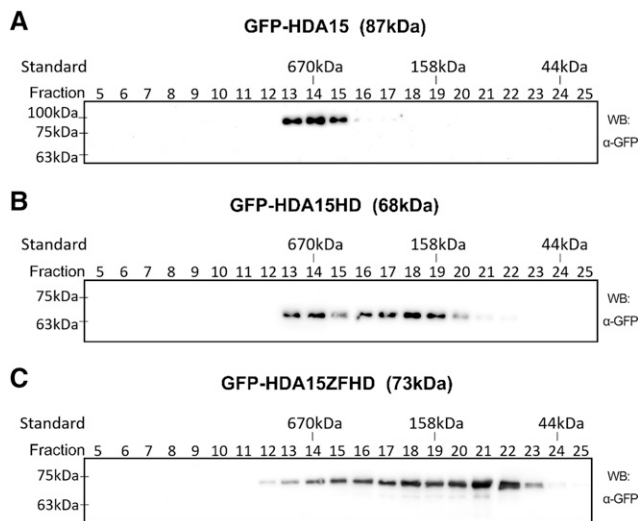 A
GFP-HDA15 (87kDa)
Standard 670kDa 158kDa 44kDa
Fraction 5 6 7 8 9 10 11 12 13 14 15 16 17 18 19 20 21 22 23 24 25
100kDa
75kDa
63kDa
WB:
α-GFP
B
GFP-HDA15HD (68kDa)
Standard 670kDa 158kDa 44kDa
Fraction 5 6 7 8 9 10 11 12 13 14 15 16 17 18 19 20 21 22 23 24 25
75kDa
63kDa
WB:
α-GFP
C
GFP-HDA15ZFHD (73kDa)
Standard 670kDa 158kDa 44kDa
Fraction 5 6 7 8 9 10 11 12 13 14 15 16 17 18 19 20 21 22 23 24 25
75kDa
63kDa
WB:
α-GFP